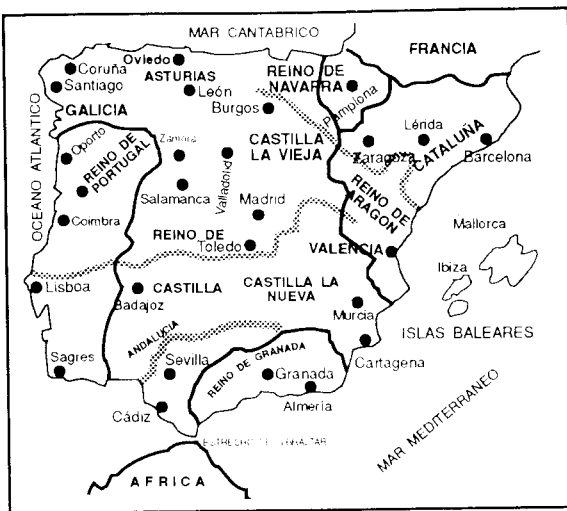 MAR CANTABRICO
FRANCIA
Oviedo
Coruña
ASTURIAS
REINO DE
NAVARRA
Santiago
León
Pamplona
GALICIA
Burgos
OCEANO ATLANTICO
Oporto
REINO DE
PORTUGAL
Zamora
CASTILLA
LA VIEJA
Valladolid
Zaragoza
Lérida
CATALUÑA
Barcelona
Salamanca
Madrid
REINO DE
ARAGON
Mallorca
Coimbra
REINO DE
Toledo
VALENCIA
Ibiza
Lisboa
Badajoz
CASTILLA
CASTILLA LA
NUEVA
Murcia
ISLAS BALEARES
ANDALUCIA
Sagres
Sevilla
REINO DE GRANADA
Granada
Cartagena
Cádiz
Almería
MAR MEDITERRANEO
ESTRECHO
AFRICA